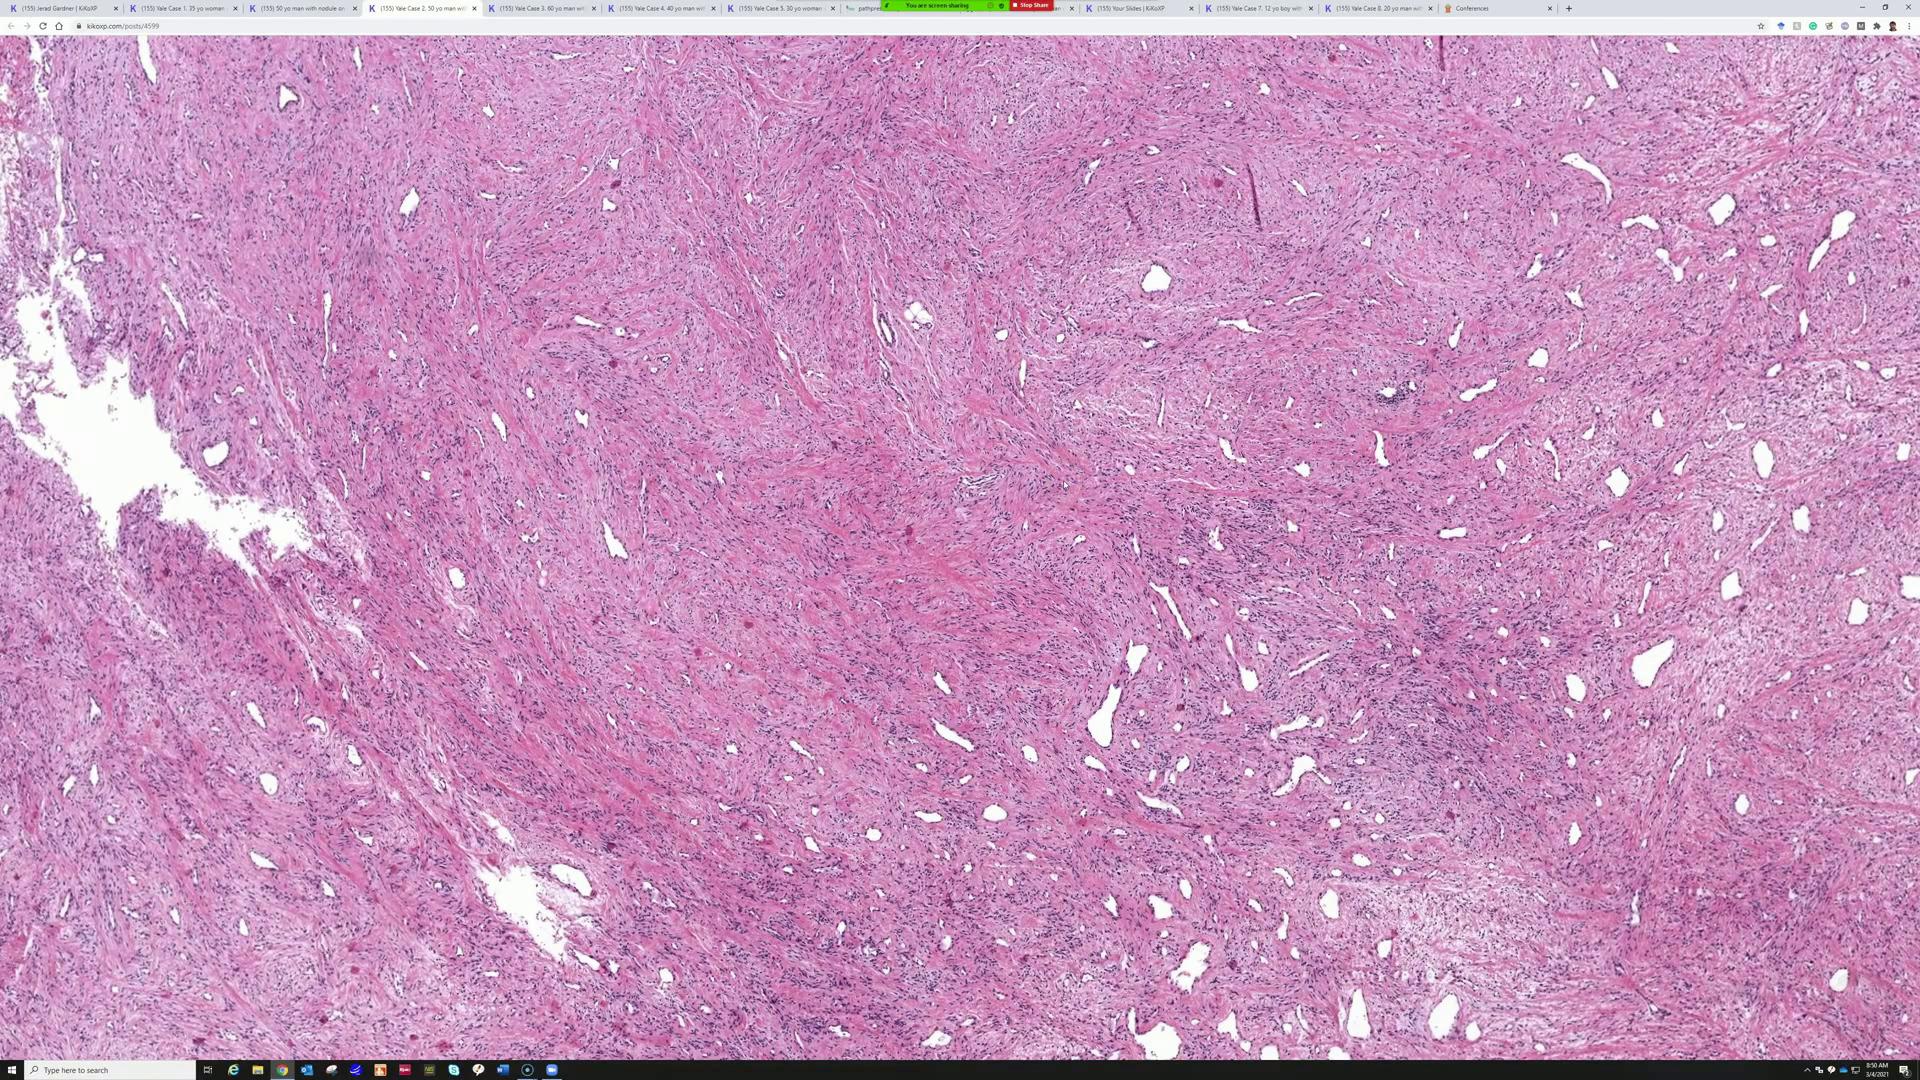 (155) Jerad Gardner | KiKoXP
(155) Yale Case 1. 35 yo woman
(155) 50 yo man with nodule on
(155) Yale Case 2. 50 yo man wit
(155) Yale Case 3. 60 yo man wit
(155) Yale Case 4. 40 yo man wit
(155) Yale Case 5. 30 yo woman
pathpres
You are screen sharing
Stop Share
(155) Your Slides | KiKoXP
(155) Yale Case 7. 12 yo boy with
(155) Yale Case 8. 20 yo man wit
Conferences
kikoxp.com/posts/4599
Type here to search
8:50 AM
3/4/2021